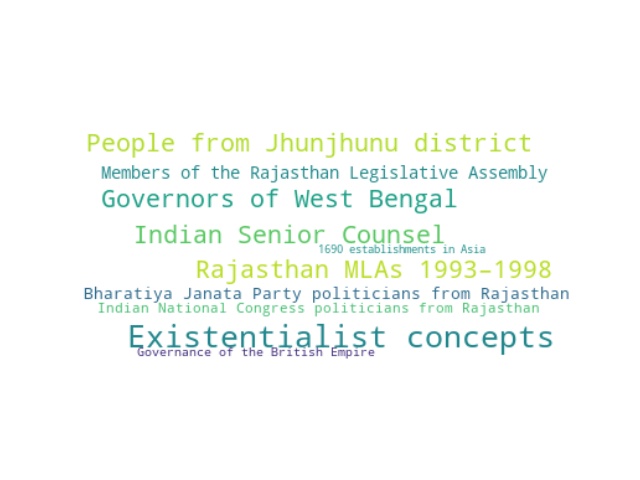 People from Jhunjhunu district
Members of the Rajasthan Legislative Assembly
Governors of West Bengal
Indian Senior Counsel
1690 establishments in Asia
Rajasthan MLAs 1993–1998
Bharatiya Janata Party politicians from Rajasthan
Indian National Congress politicians from Rajasthan
Existentialist concepts
Governance of the British Empire